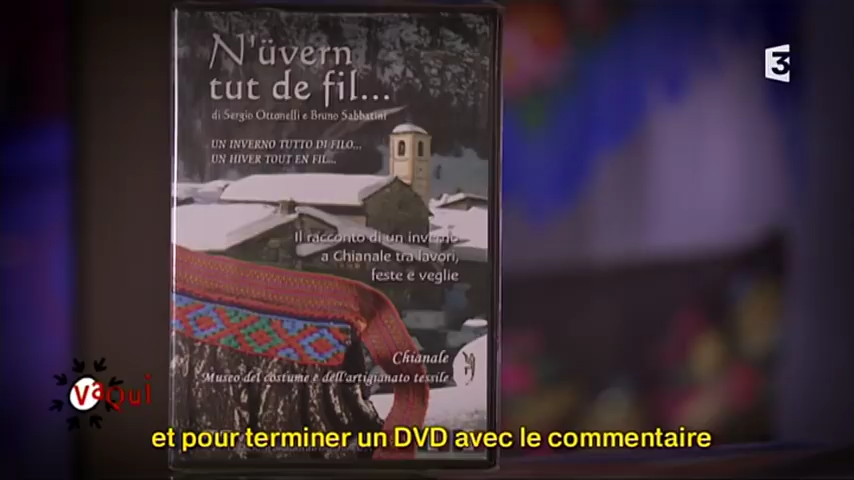 N'üvern
tut de fil...
di Sergio Ottonelli e Bruno Sabbatini
UN INVERNO TUTTO DI FILO...
UN HIVER TOUT EN FIL...
Il racconto di un inverno
a Chianale tra lavori,
feste e veglie
Chianale
Museo del costume e dell'artigianato tessile
3
vaqui
et pour terminer un DVD avec le commentaire